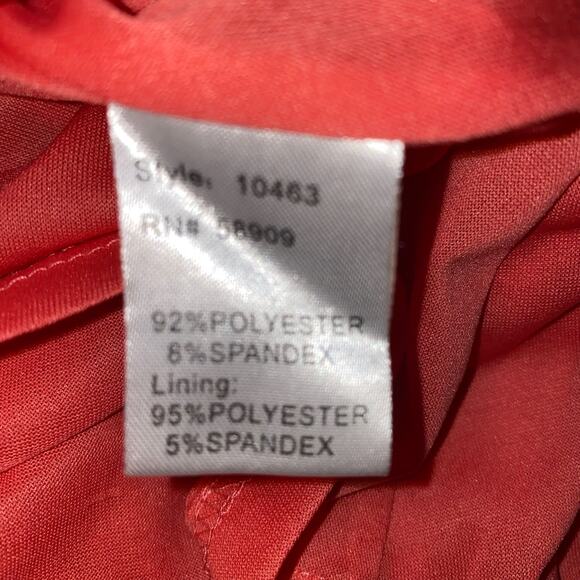 Style: 10463
RN# 58909
92%POLYESTER
8%SPANDEX
Lining:
95%POLYESTER
5%SPANDEX